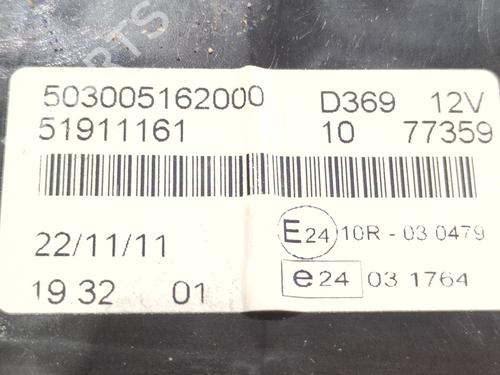 503005162000 D369 12V
51911161 10 77359
22/11/11 E24 10R - 03 0479
19 32 01 e24 03 1764